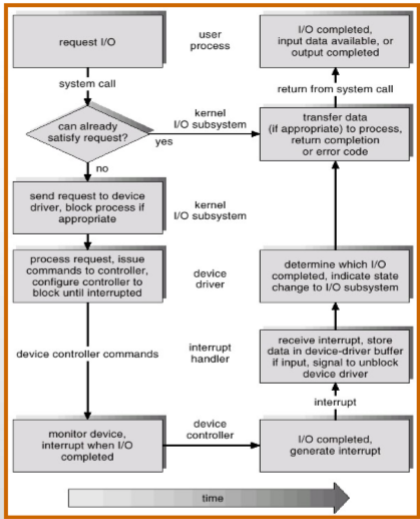 request I/O
user
process
I/O completed,
input data available, or
output completed
system call
return from system call
can already
satisfy request?
yes
no
kernel
I/O subsystem
transfer data
(if appropriate) to process,
return completion
or error code
send request to device
driver, block process if
appropriate
kernel
I/O subsystem
process request, issue
commands to controller,
configure controller to
block until interrupted
device
driver
determine which I/O
completed, indicate state
change to I/O subsystem
device controller commands
interrupt
handler
receive interrupt, store
data in device-driver buffer
if input, signal to unblock
device driver
interrupt
monitor device,
interrupt when I/O
completed
device
controller
I/O completed,
generate interrupt
time